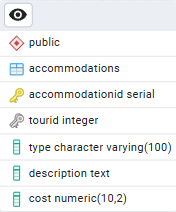 public
accommodations
accommodationid serial
tourid integer
type character varying(100)
description text
cost numeric(10,2)